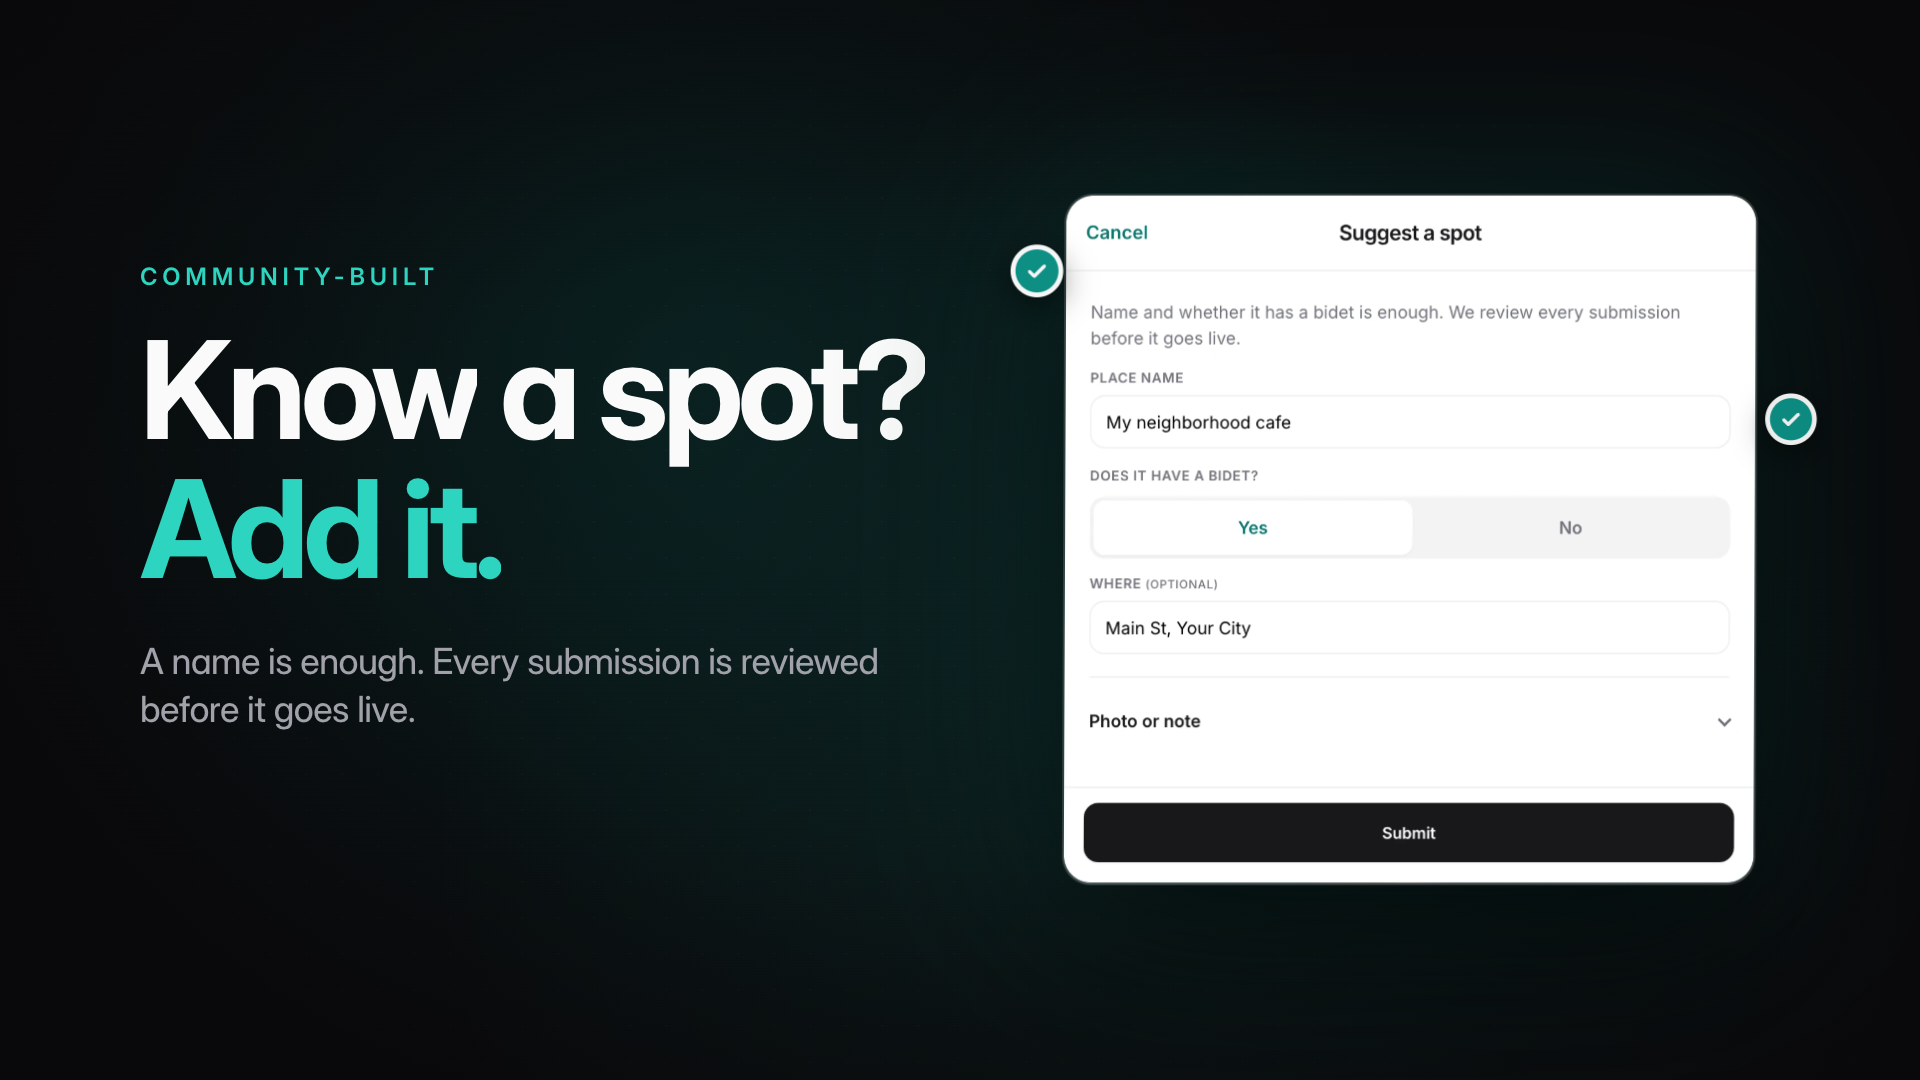 COMMUNITY-BUILT
Know a spot?
Add it.
A name is enough. Every submission is reviewed
before it goes live.
Cancel
Suggest a spot
Name and whether it has a bidet is enough. We review every submission
before it goes live.
PLACE NAME
My neighborhood cafe
DOES IT HAVE A BIDET?
Yes
No
WHERE (OPTIONAL)
Main St, Your City
Photo or note
Submit